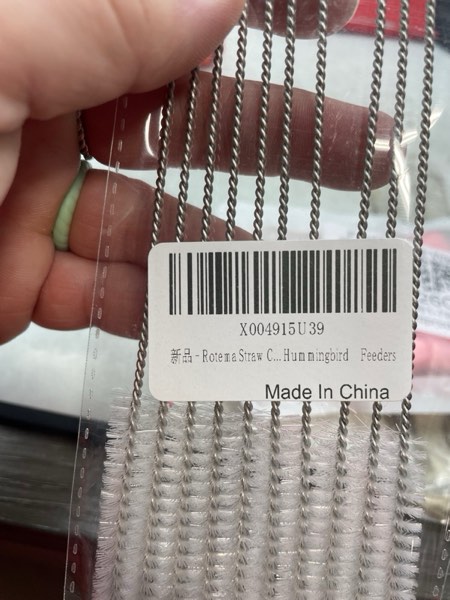 X004915U39
新品 - Rotema Straw C...Hummingbird Feeders
Made In China